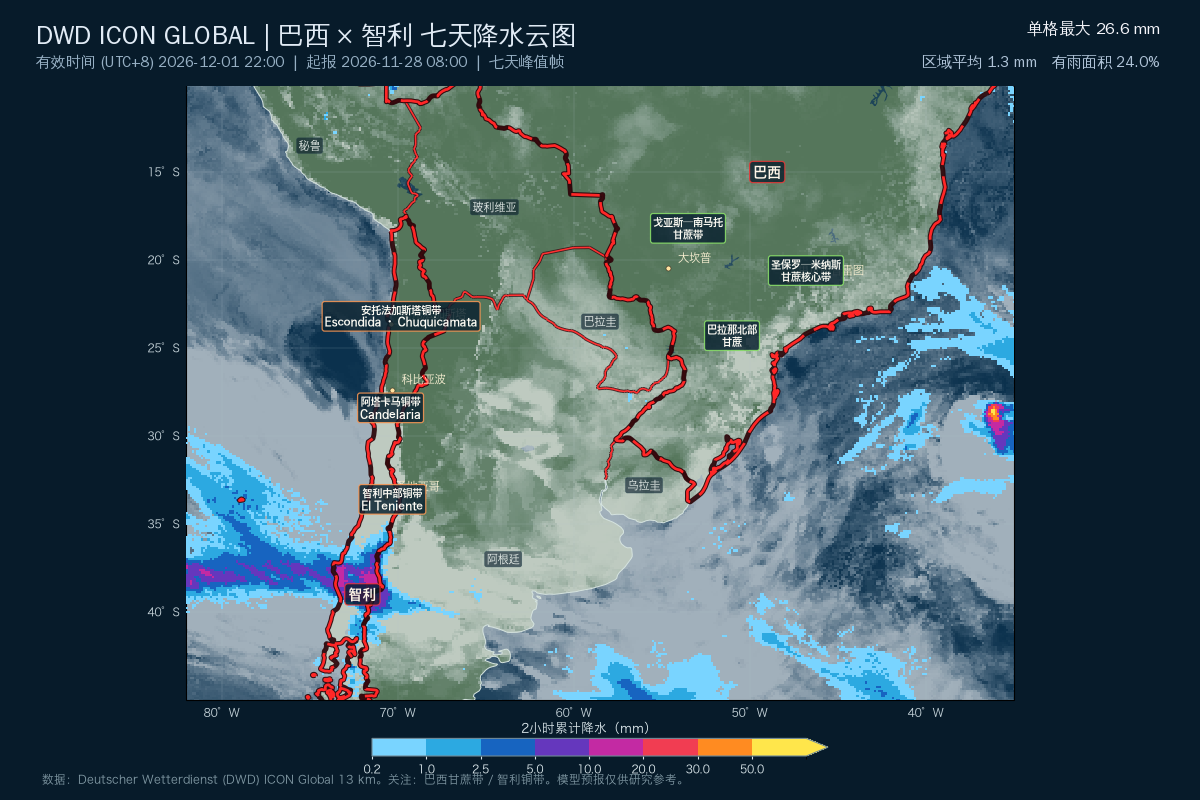 DWD ICON GLOBAL | 巴西 × 智利 七天降水云图
单格最大 26.6 mm
有效时间 (UTC+8) 2026-12-01 22:00 | 起报 2026-11-28 08:00 | 七天峰值帧
区域平均 1.3 mm 有雨面积 24.0%
秘鲁
15° S
巴西
玻利维亚
戈亚斯—南马托
甘蔗带
大坎普
20° S
圣保罗—米纳斯
甘蔗核心带
安托法加斯塔铜带
Escondida · Chuquicamata
巴拉圭
巴拉那北部
甘蔗
25° S
科比亚波
阿塔卡马铜带
Candelaria
30° S
乌拉圭
智利中部铜带
El Teniente
35° S
阿根廷
智利
40° S
80° W
70° W
60° W
50° W
40° W
2小时累计降水（mm）
0.2
1.0
2.5
5.0
10.0
20.0
30.0
50.0
数据：Deutscher Wetterdienst (DWD) ICON Global 13 km。关注：巴西甘蔗带 / 智利铜带。模型预报仅供研究参考。